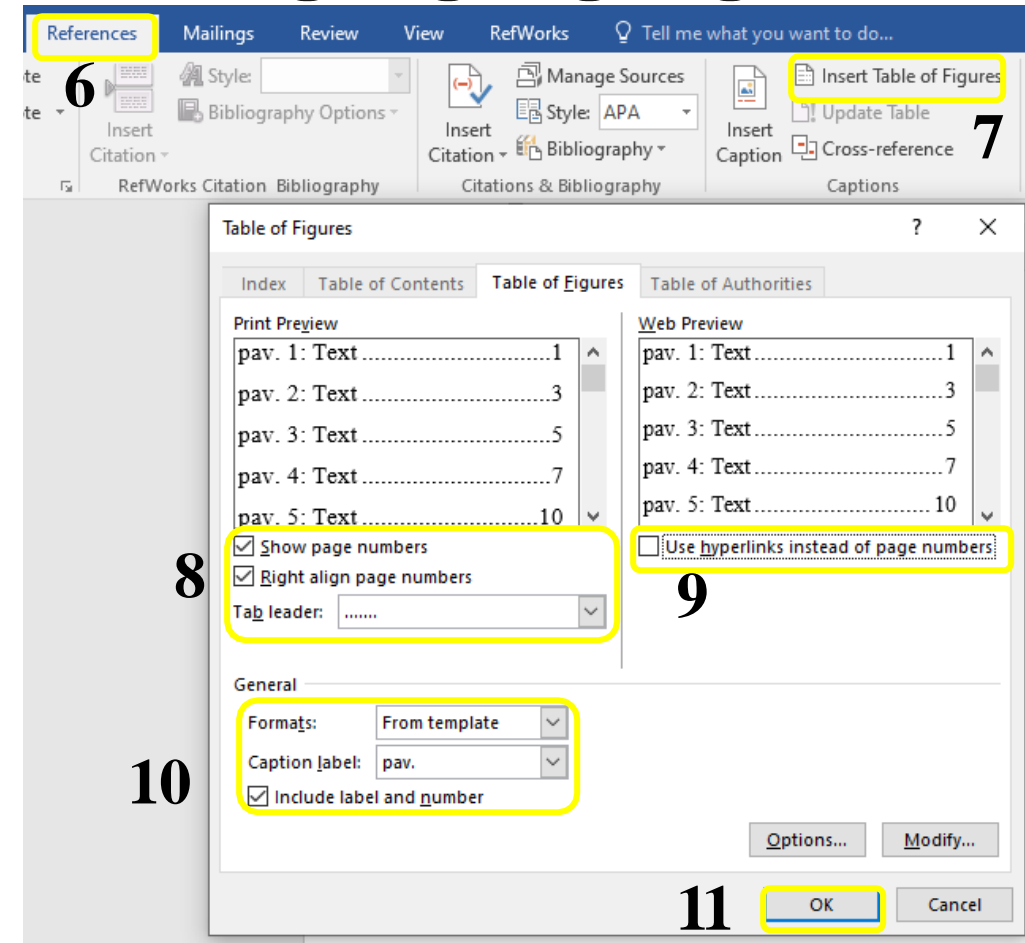 References Mailings Review View RefWorks Tell me what you want to do...
6
te Style: Manage Sources Insert Table of Figures
te Bibliography Options Style: APA Update Table
Insert Citation Insert Citation Bibliography Insert Caption Cross-reference
7
RefWorks Citation Bibliography Citations & Bibliography Captions
Table of Figures ?
Index Table of Contents Table of Figures Table of Authorities
Print Preview Web Preview
pav. 1: Text..............................1 pav. 1: Text..............................1
pav. 2: Text..............................3 pav. 2: Text..............................3
pav. 3: Text..............................5 pav. 3: Text..............................5
pav. 4: Text..............................7 pav. 4: Text..............................7
pav. 5: Text............................10 pav. 5: Text............................10
8
Show page numbers Use hyperlinks instead of page numbers
Right align page numbers
9
Tab leader: .......
General
Formats: From template
10
Caption label: pav.
Include label and number
Options... Modify...
11
OK Cancel